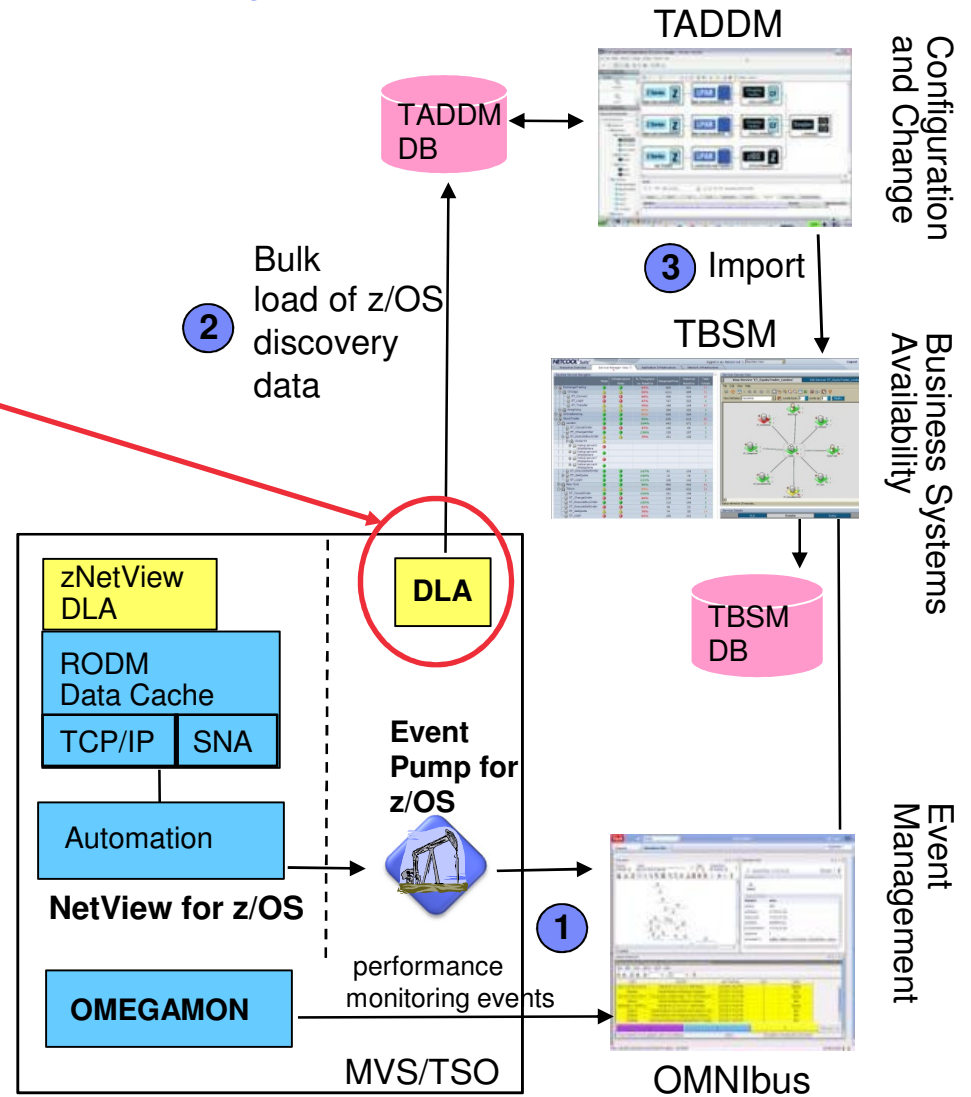 TADDM
Configuration
and Change
TADDM
DB
3 Import
Bulk
load of z/OS
discovery
data
2
TBSM
NETCOOL
Business Systems
Availability
TBSM
DB
DLA
zNetView
DLA
RODM
Data Cache
TCP/IP
SNA
Automation
NetView for z/OS
Event
Pump for
z/OS
1
Event
Management
performance
monitoring events
OMEGAMON
MVS/TSO
OMNIbus